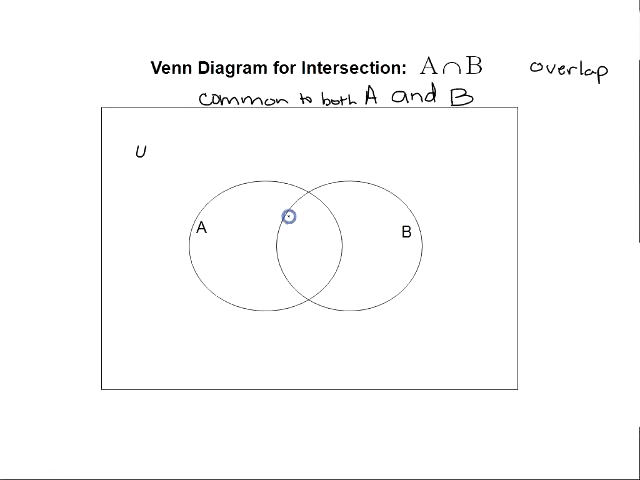 Venn Diagram for Intersection: A∩B overlap
common to both A and B
U
A B